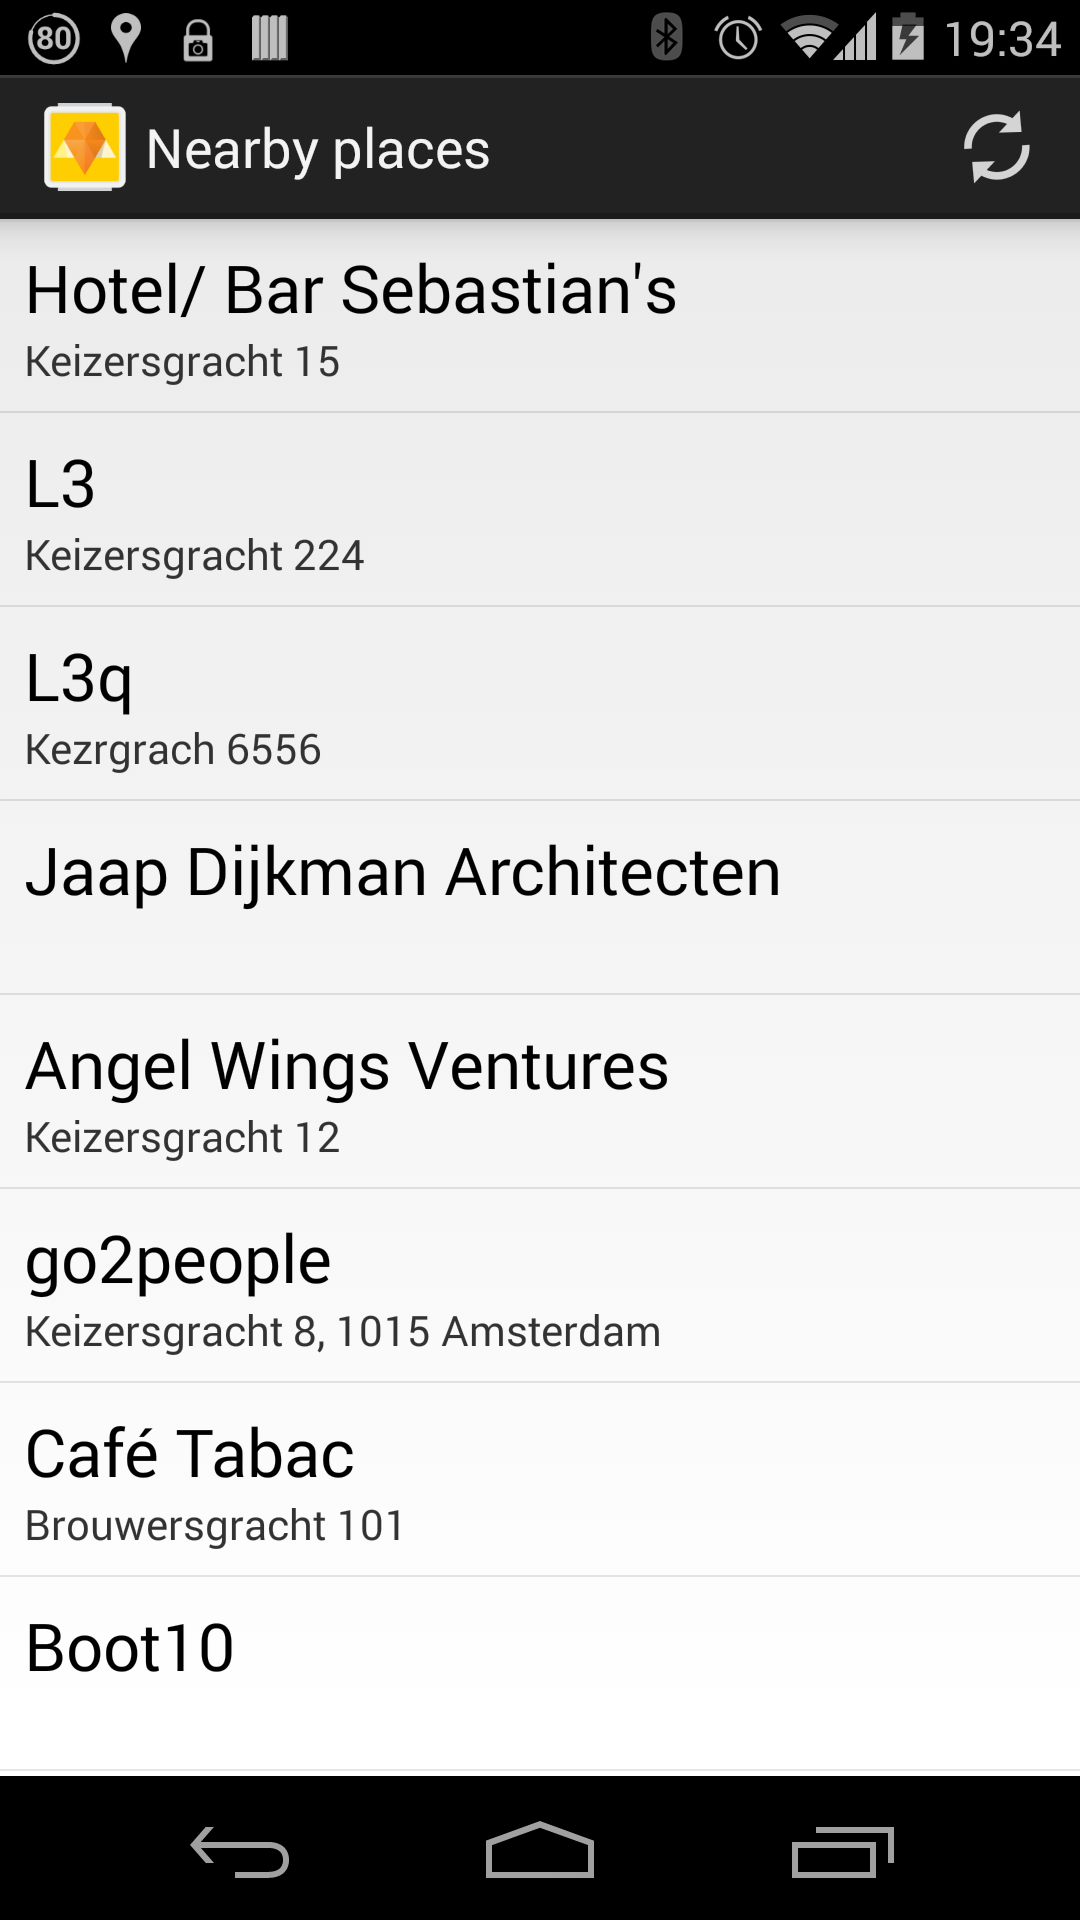 80
19:34
Nearby places
Hotel/ Bar Sebastian's
Keizersgracht 15
L3
Keizersgracht 224
L3q
Kezrgrach 6556
Jaap Dijkman Architecten
Angel Wings Ventures
Keizersgracht 12
go2people
Keizersgracht 8, 1015 Amsterdam
Café Tabac
Brouwersgracht 101
Boot10